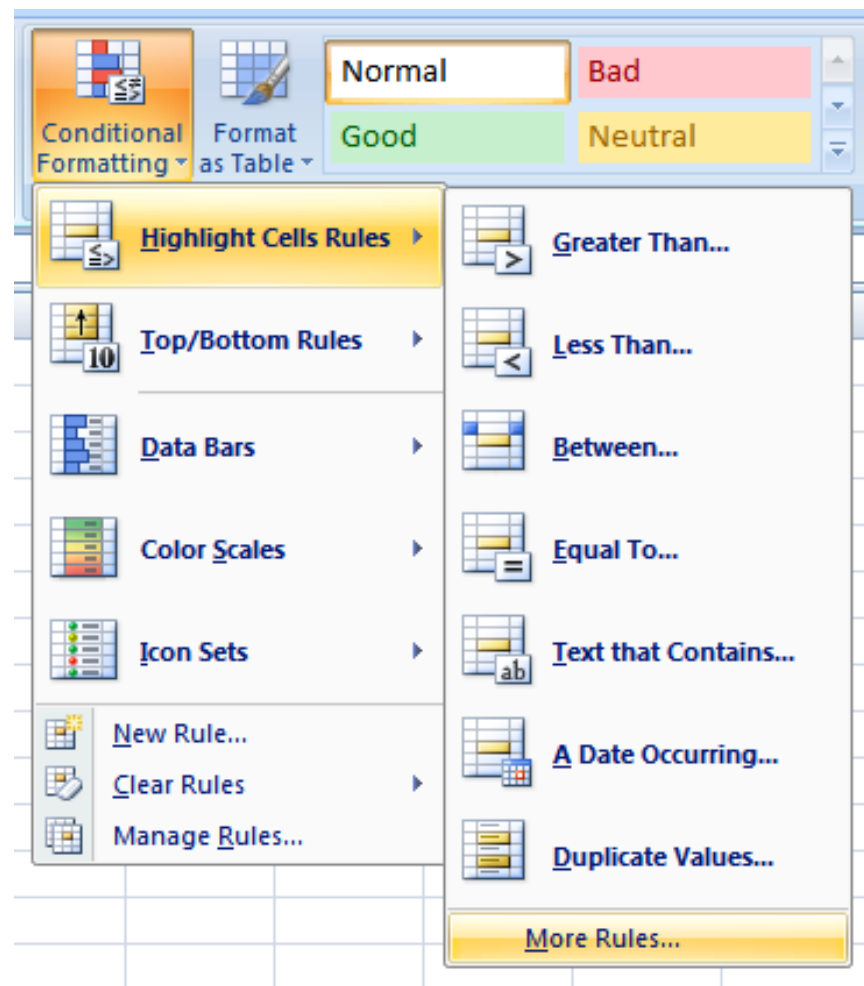 Conditional
Formatting
Format
as Table
Normal
Bad
Good
Neutral
Highlight Cells Rules
Top/Bottom Rules
10
Data Bars
Color Scales
Icon Sets
New Rule...
Clear Rules
Manage Rules...
Greater Than...
>
Less Than...
<
Between...
Equal To...
=
Text that Contains...
ab
A Date Occurring...
Duplicate Values...
More Rules...